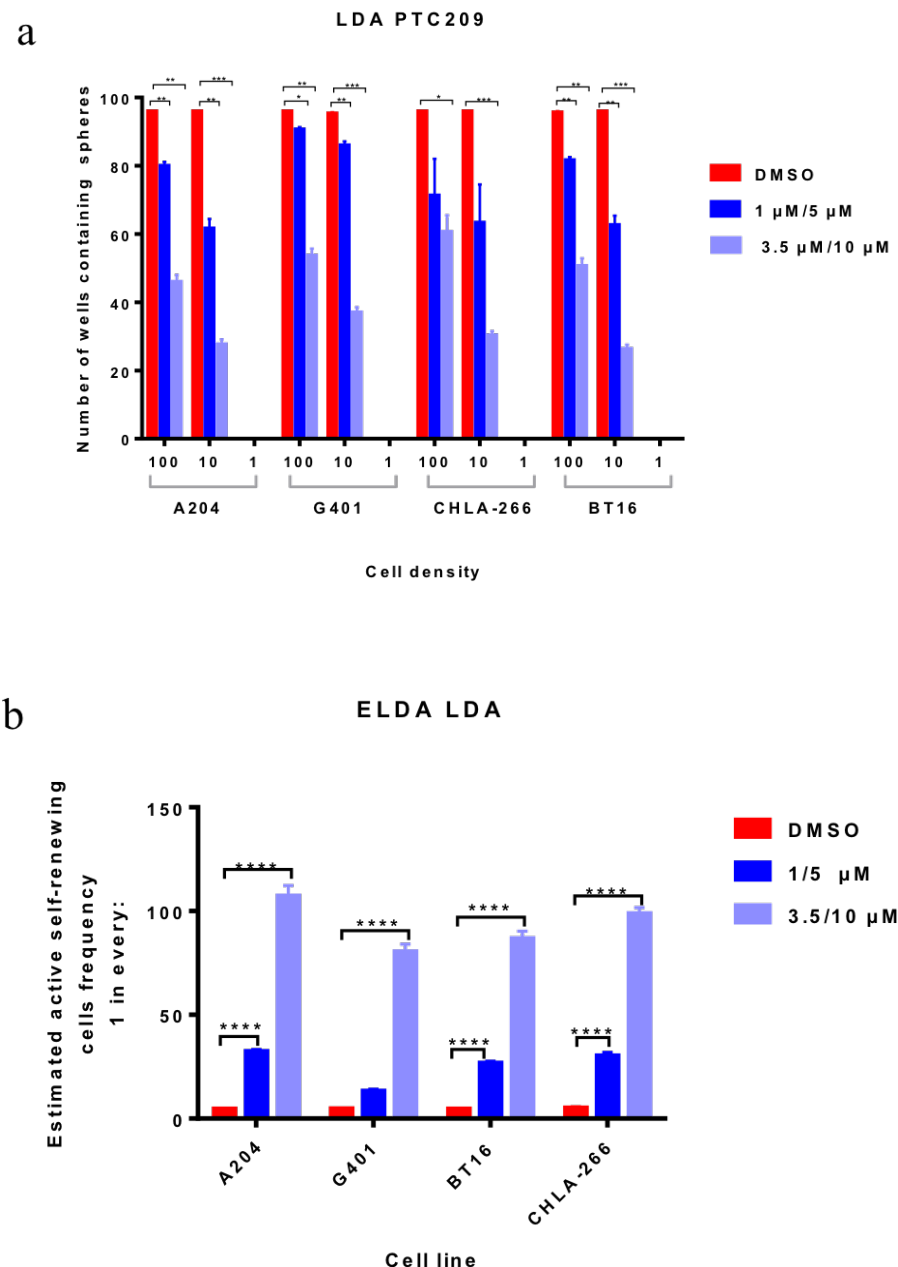 a
LDA PTC209
Number of wells containing spheres
100
80
60
40
20
0
** *** ** *** * *** ** ***
** ** * ** ** **
100 10 1 100 10 1 100 10 1 100 10 1
A204 G401 CHLA-266 BT16
Cell density
DMSO
1 µM/5 µM
3.5 µM/10 µM
b
ELDA LDA
Estimated active self-renewing
cells frequency
1 in every:
150
100
50
0
**** **** **** ****
**** **** ****
A204 G401 BT16 CHLA-266
Cell line
DMSO
1/5 µM
3.5/10 µM